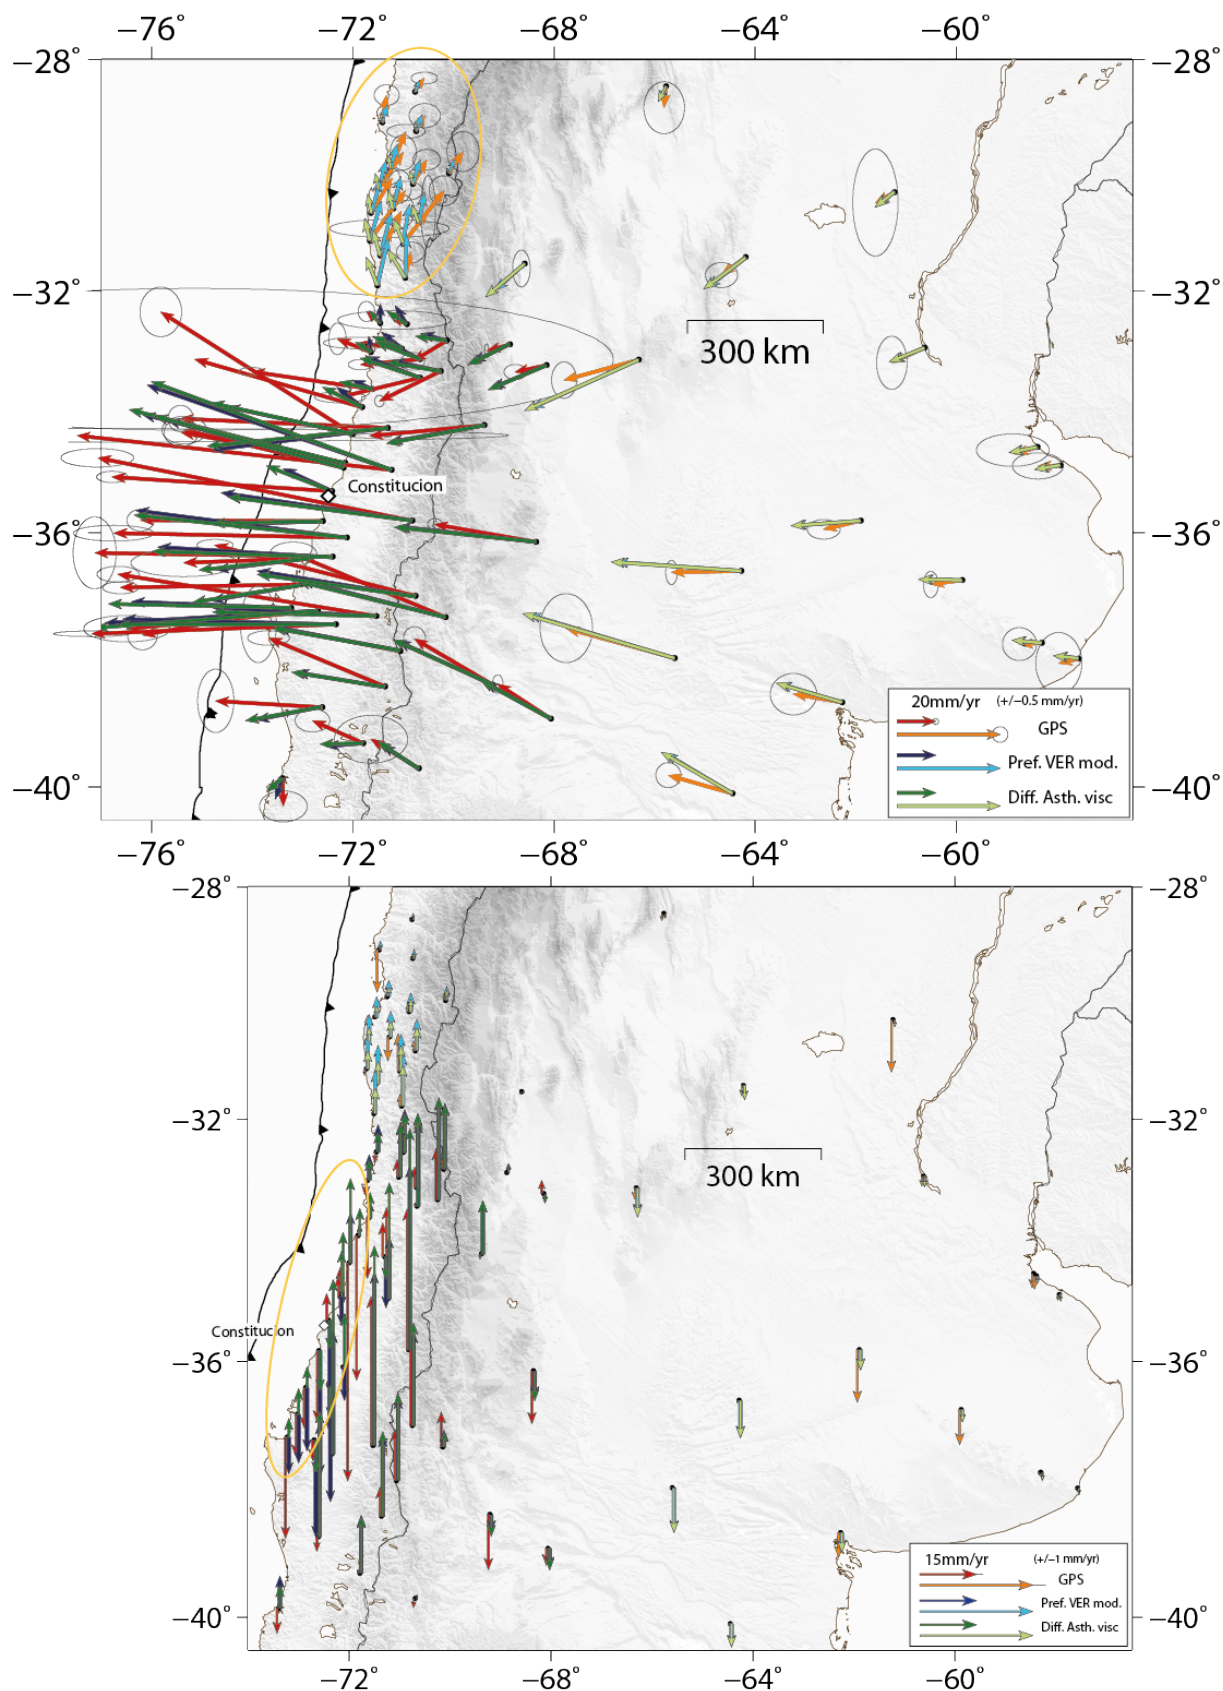 −76° −72° −68° −64° −60°
−28° −28°
−32° −32°
300 km
Constitucion
−36° −36°
20mm/yr (+/−0.5 mm/yr)
GPS
Pref. VER mod.
Diff. Asth. visc
−40° −40°
−76° −72° −68° −64° −60°
−28° −28°
−32° −32°
300 km
Constitucion
−36° −36°
15mm/yr (+/−1 mm/yr)
GPS
Pref. VER mod.
Diff. Asth. visc
−40° −40°
−72° −68° −64° −60°